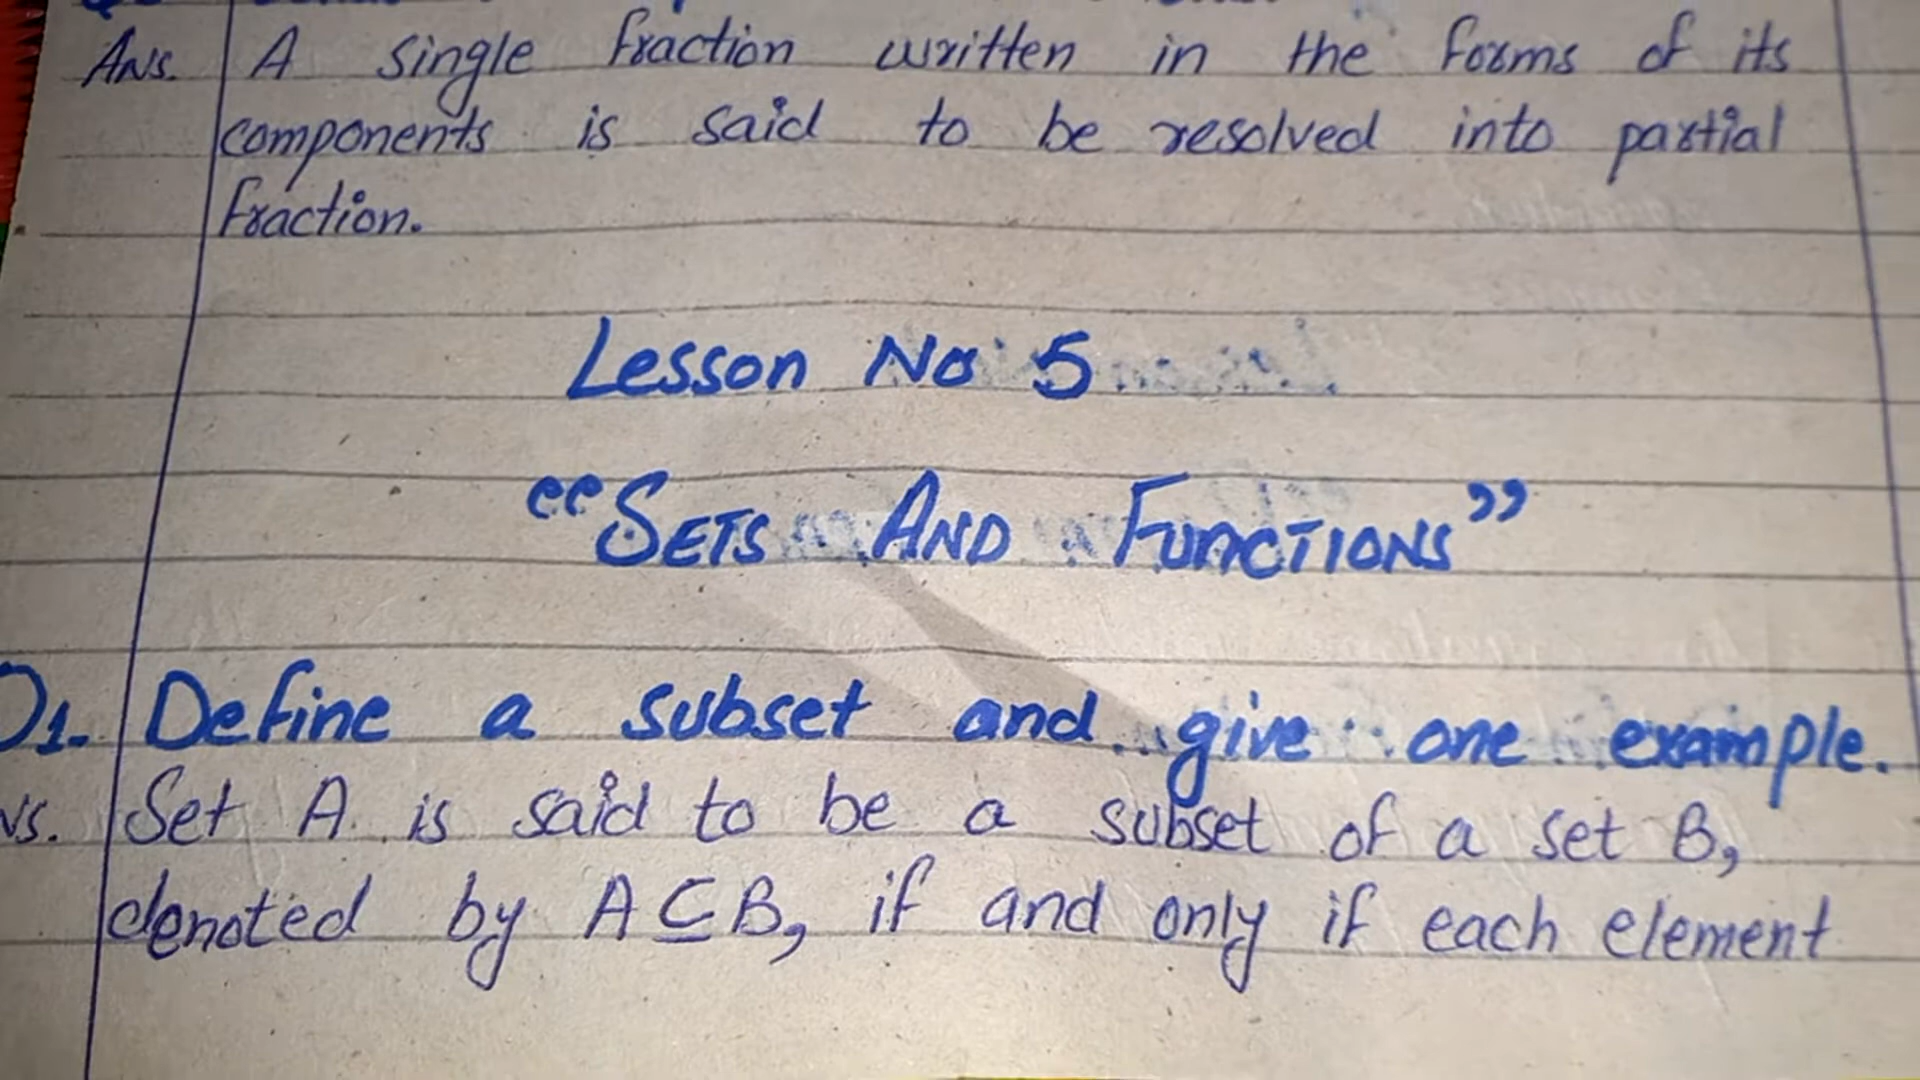 Ans. A single fraction written in the forms of its
components is said to be resolved into partial
fraction.
Lesson No 5
““SETS AND FUNCTIONS””
Q1. Define a subset and give one example.
Ns. Set A is said to be a subset of a set B,
denoted by A ⊆ B, if and only if each element